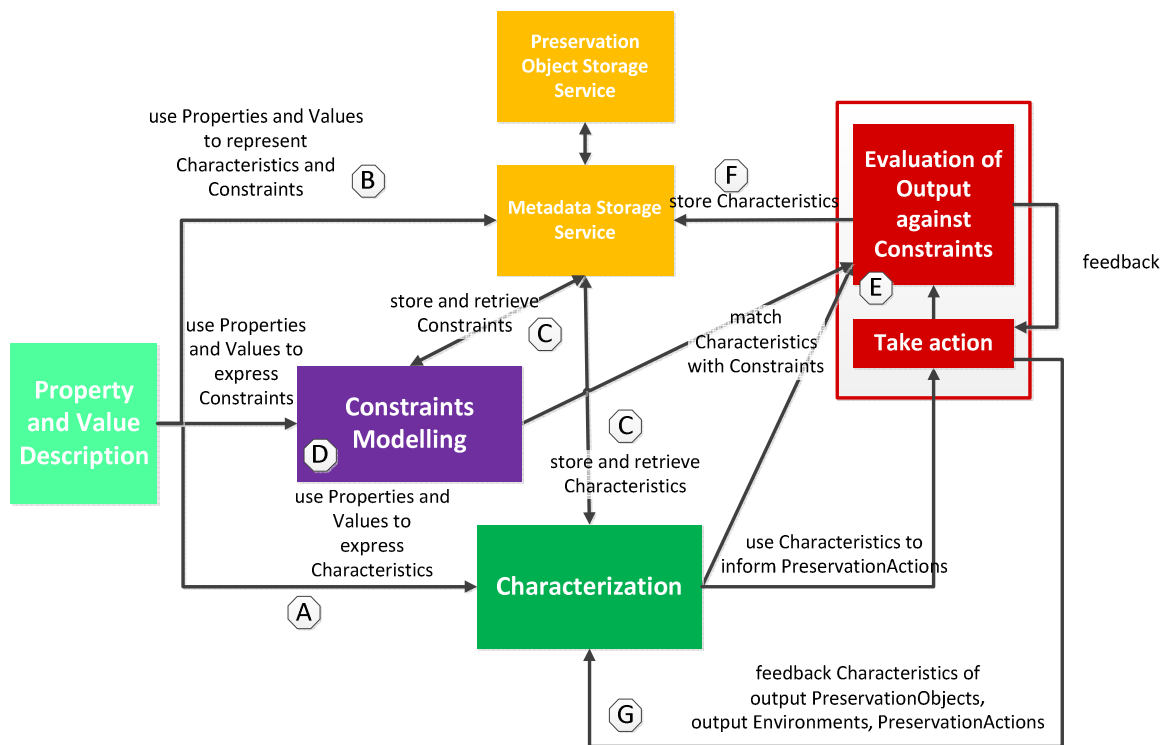 Preservation
Object Storage
Service
use Properties and Values
to represent
Characteristics and
Constraints
B
Metadata Storage
Service
F
store Characteristics
Evaluation of
Output
against
Constraints
feedback
E
Take action
store and retrieve
Constraints
C
match
Characteristics
with Constraints
use Properties
and Values to
express
Constraints
Property
and Value
Description
Constraints
Modelling
D
C
store and retrieve
Characteristics
use Properties and
Values to
express
Characteristics
A
Characterization
use Characteristics to
inform PreservationActions
feedback Characteristics of
output PreservationObjects,
output Environments, PreservationActions
G